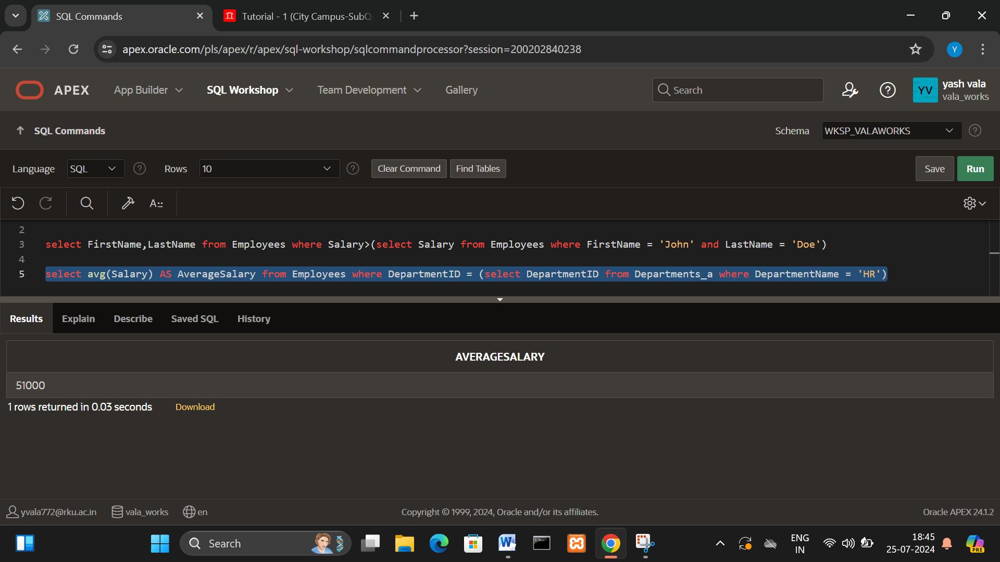 SQL Commands
Tutorial - 1 (City Campus-SubQ
apex.oracle.com/pls/apex/r/apex/sql-workshop/sqlcommandprocessor?session=200202840238
Y
APEX
App Builder
SQL Workshop
Team Development
Gallery
Search
YV
yash vala
vala_works
SQL Commands
Schema
WKSP_VALAWORKS
Language
SQL
Rows
10
Clear Command
Find Tables
Save
Run
A::
2
3 select FirstName,LastName from Employees where Salary>(select Salary from Employees where FirstName = 'John' and LastName = 'Doe')
4
5 select avg(Salary) AS AverageSalary from Employees where DepartmentID = (select DepartmentID from Departments_a where DepartmentName = 'HR')
Results
Explain
Describe
Saved SQL
History
AVERAGESALARY
51000
1 rows returned in 0.03 seconds
Download
yvala772@rku.ac.in
vala_works
en
Copyright © 1999, 2024, Oracle and/or its affiliates.
Oracle APEX 24.1.2
Search
ENG
IN
18:45
25-07-2024
PRE